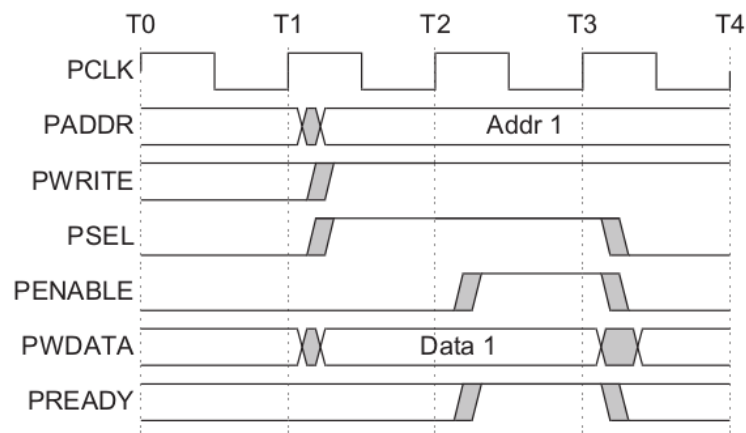 T0 T1 T2 T3 T4
PCLK
PADDR Addr 1
PWRITE
PSEL
PENABLE
PWDATA Data 1
PREADY